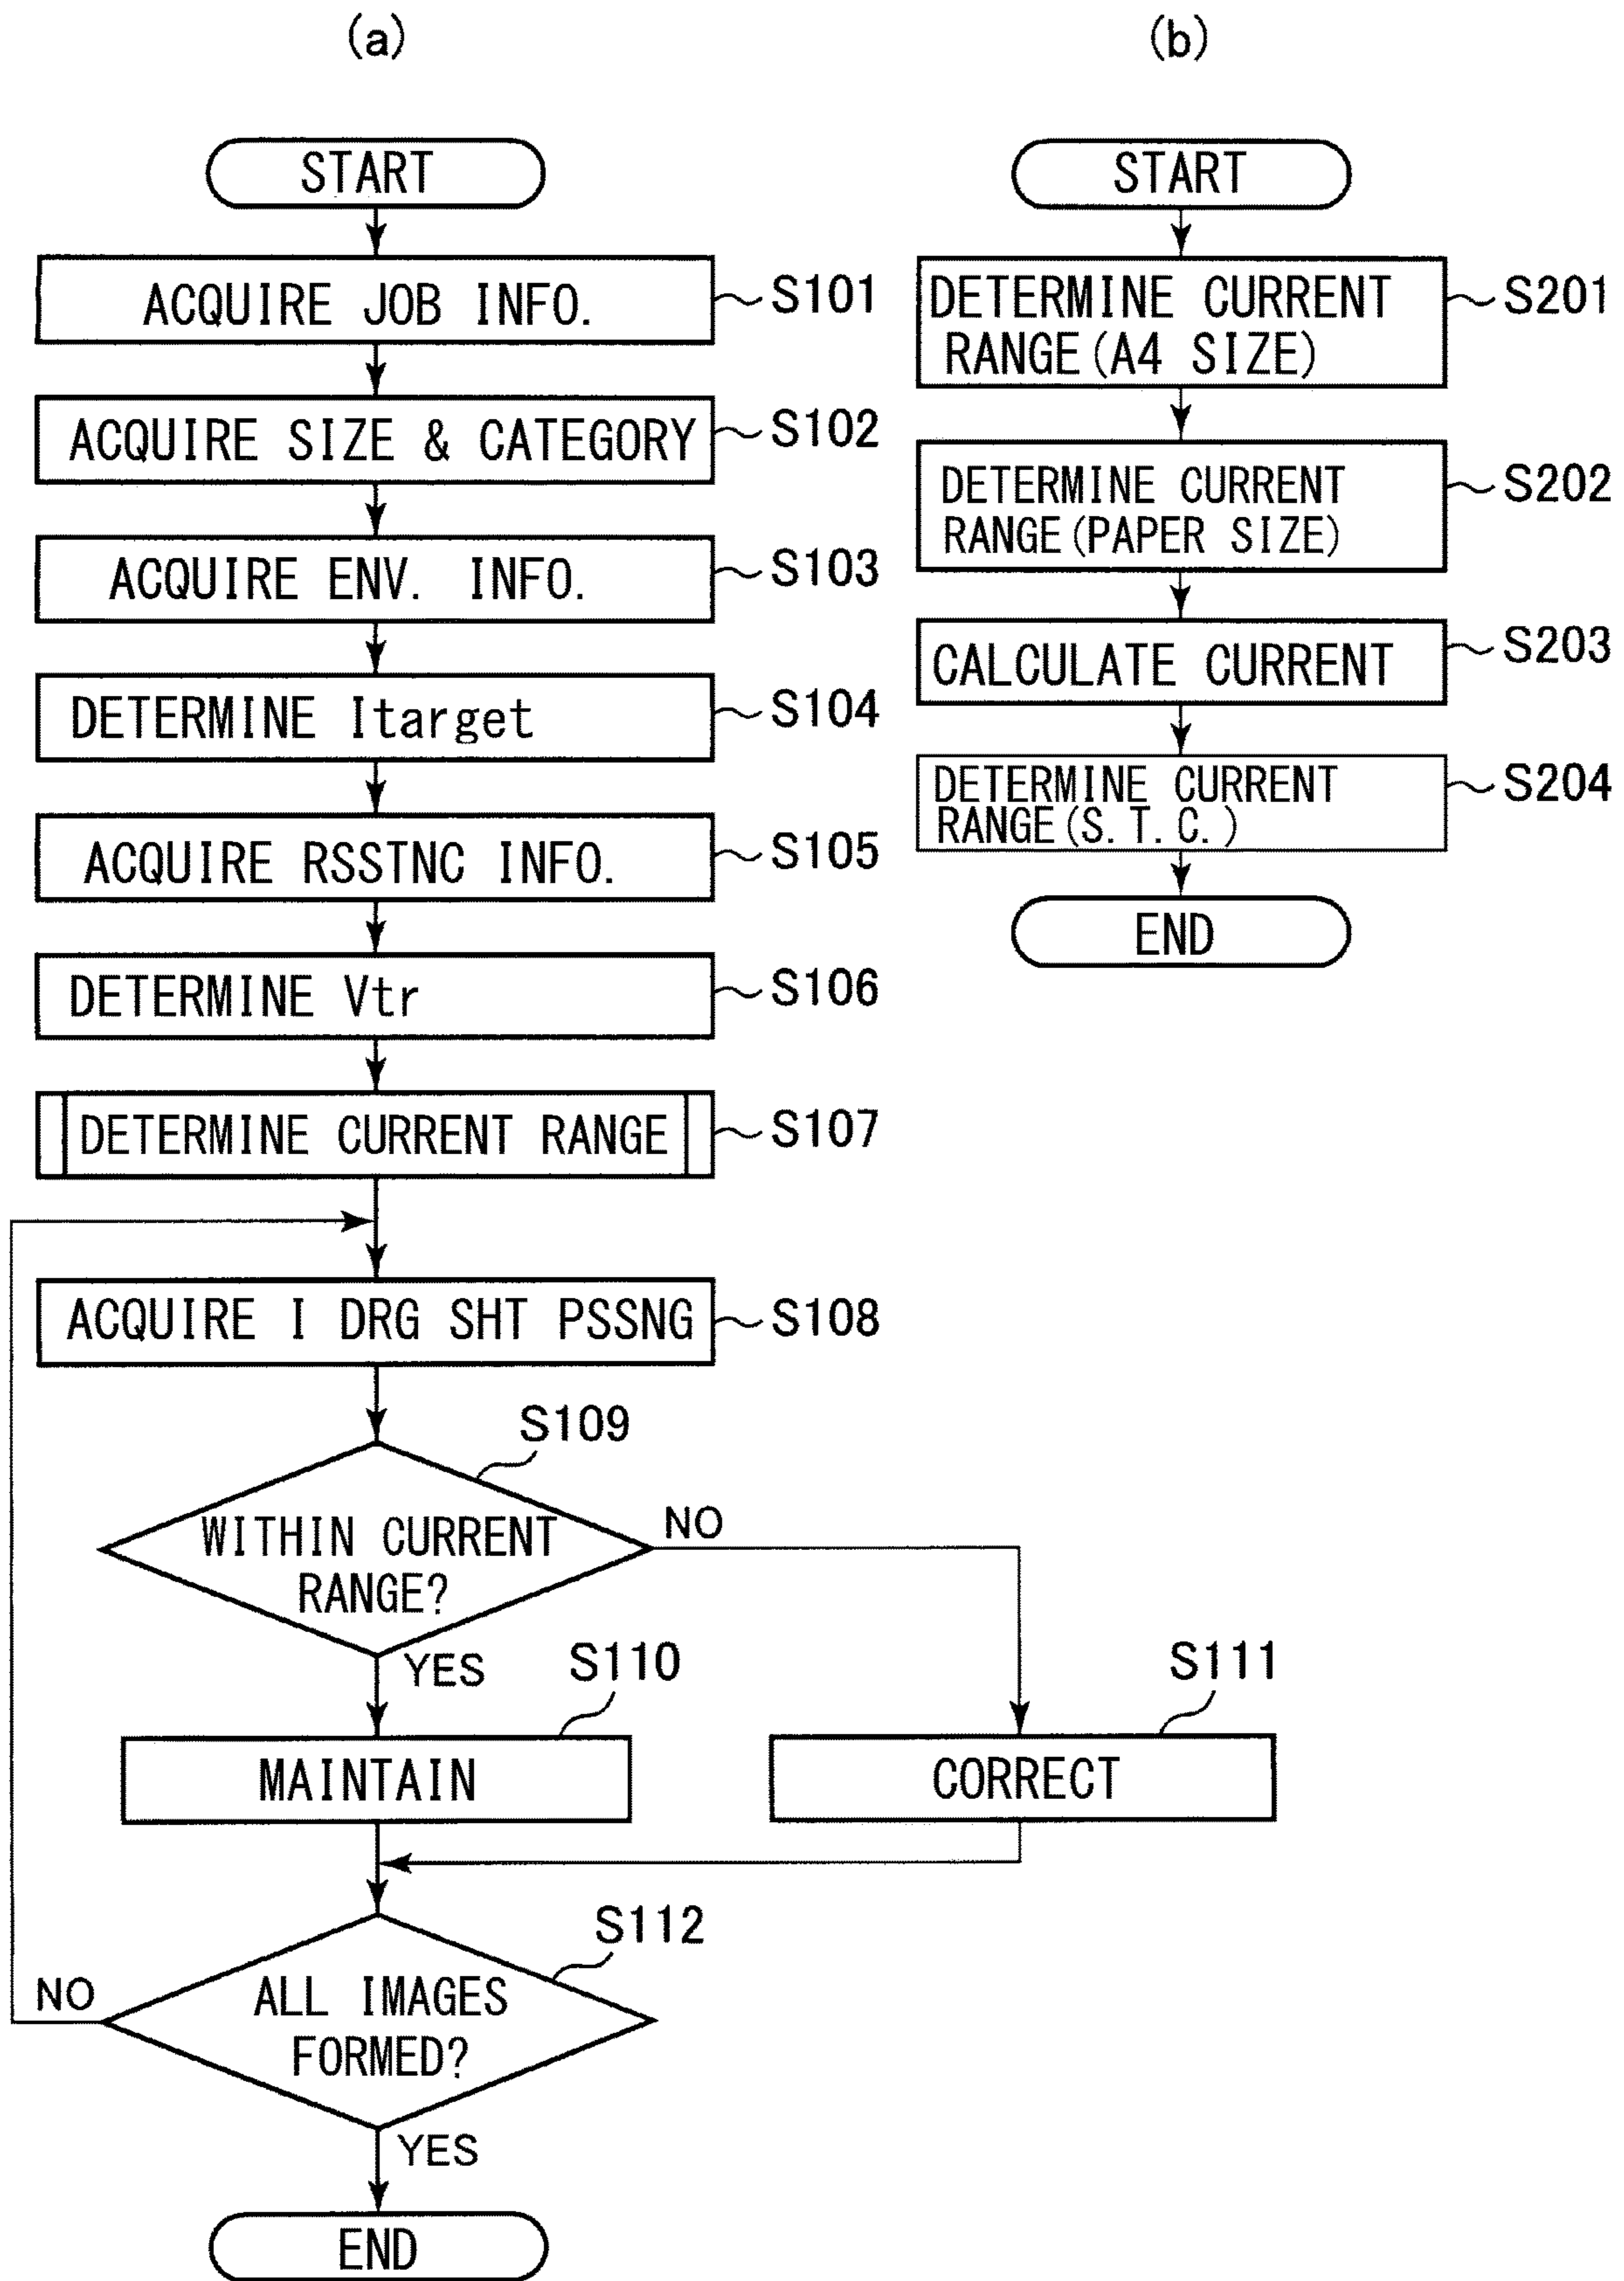 (a)
START
ACQUIRE JOB INFO.
S101
ACQUIRE SIZE & CATEGORY
S102
ACQUIRE ENV. INFO.
S103
DETERMINE Itarget
S104
ACQUIRE RSSTNC INFO.
S105
DETERMINE Vtr
S106
DETERMINE CURRENT RANGE
S107
ACQUIRE I DRG SHT PSSNG
S108
S109
WITHIN CURRENT
RANGE?
NO
YES
S110
MAINTAIN
S111
CORRECT
S112
ALL IMAGES
FORMED?
NO
YES
END
(b)
START
DETERMINE CURRENT
RANGE(A4 SIZE)
S201
DETERMINE CURRENT
RANGE(PAPER SIZE)
S202
CALCULATE CURRENT
S203
DETERMINE CURRENT
RANGE(S.T.C.)
S204
END